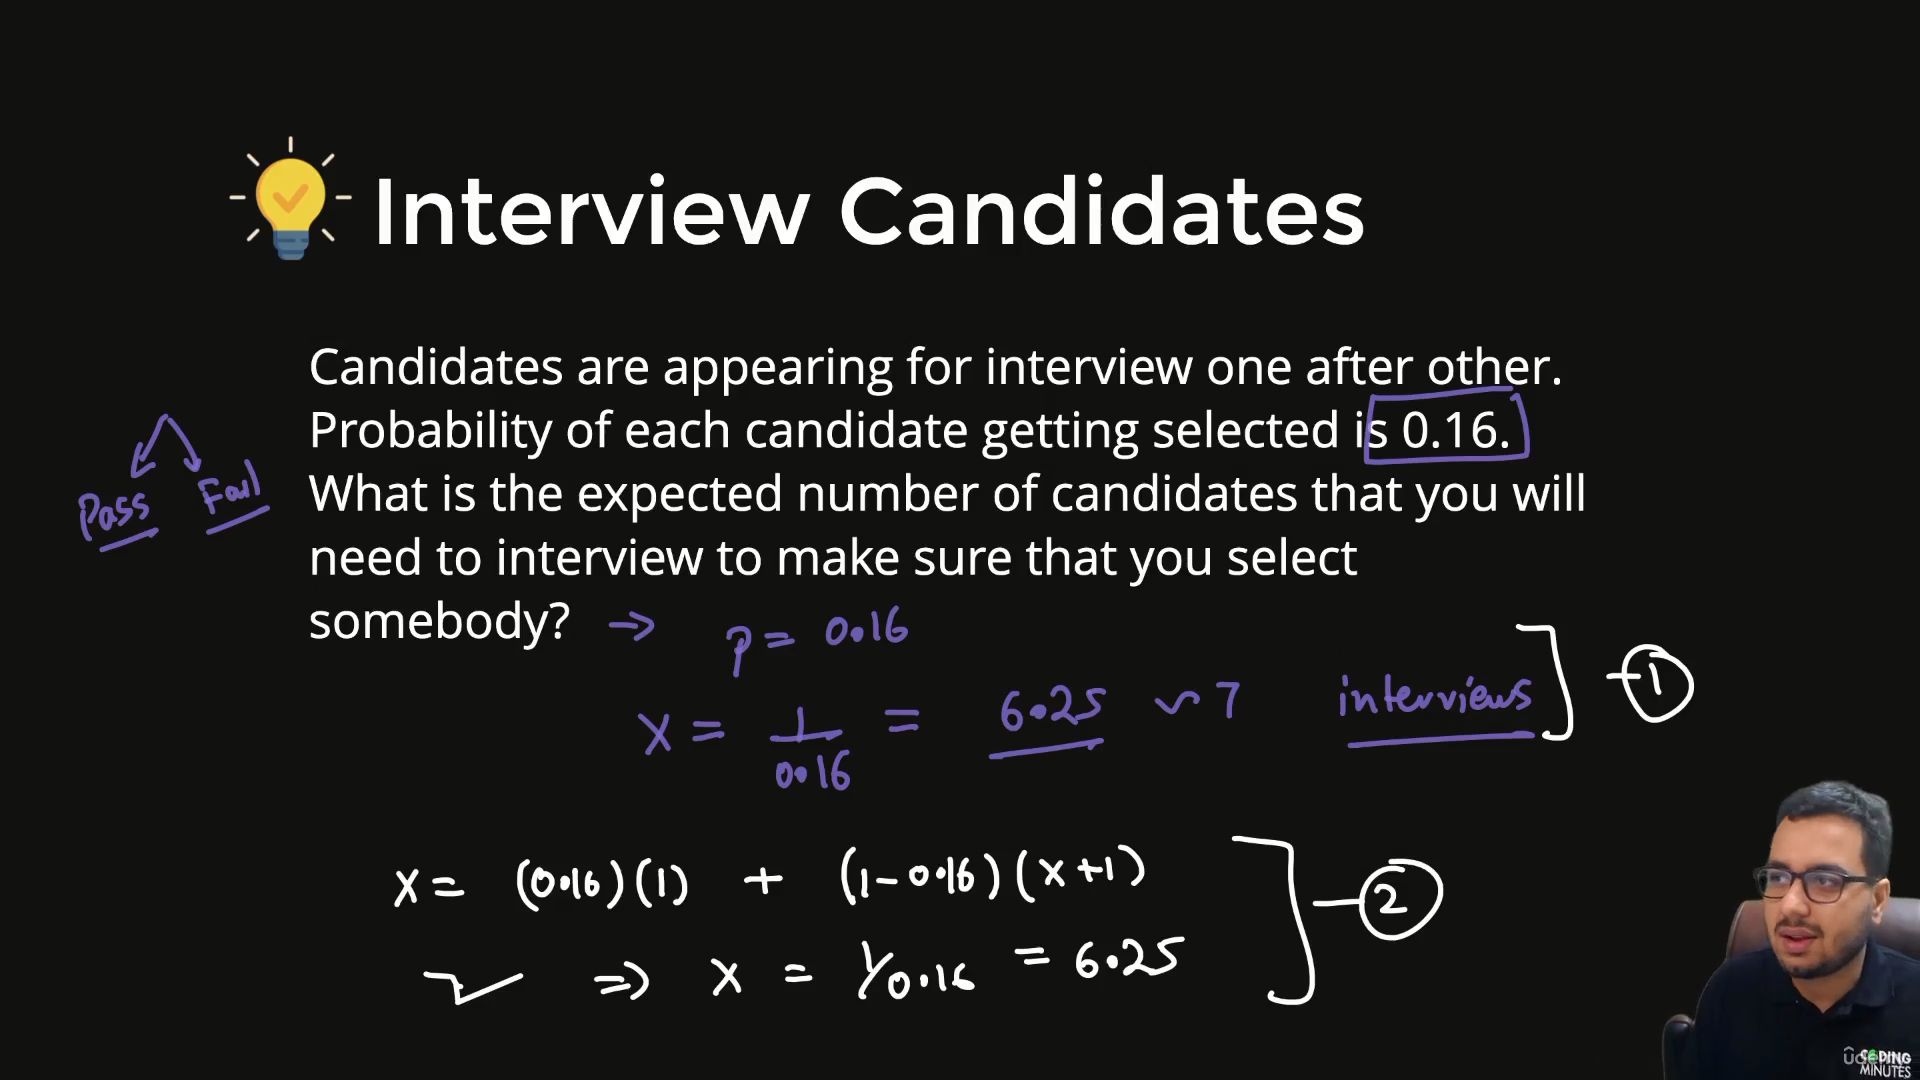 Interview Candidates
Candidates are appearing for interview one after other.
Probability of each candidate getting selected is 0.16.
What is the expected number of candidates that you will
need to interview to make sure that you select
somebody? → p = 0.16
Pass Fail
x = 1/0.16 = 6.25 ~ 7 interviews
1
x = (0.16)(1) + (1-0.16)(x+1)
2
⇒ x = 1/0.16 = 6.25
ûdemy
CODING
MINUTES